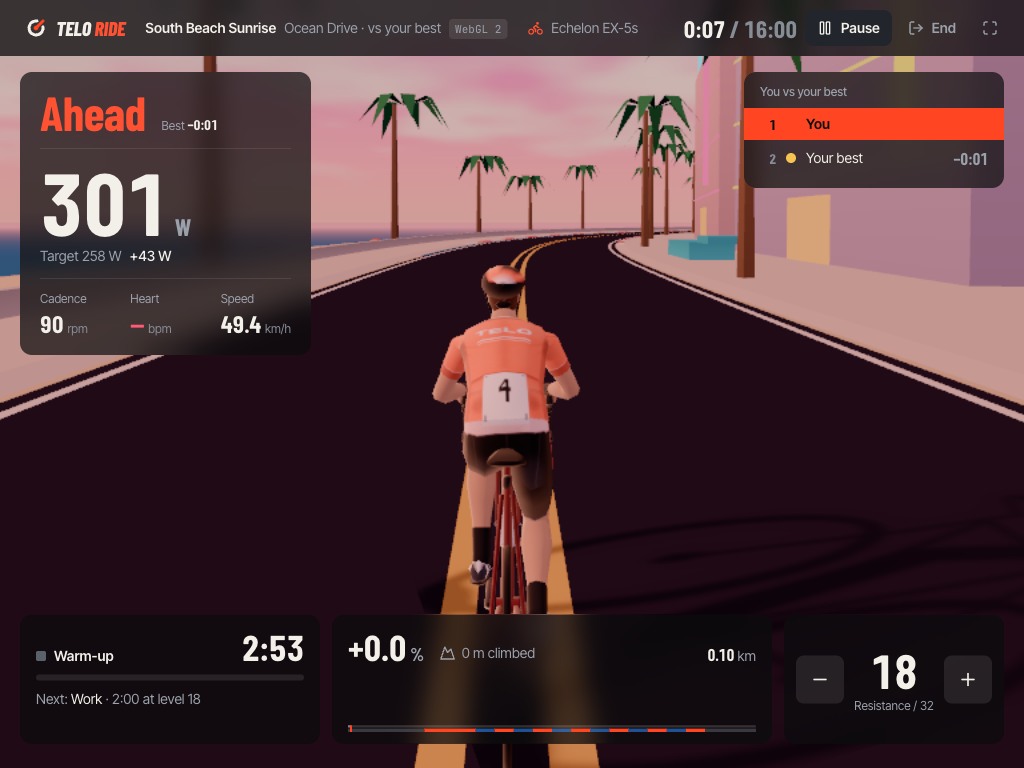 TELO RIDE South Beach Sunrise Ocean Drive · vs your best WebGL 2 Echelon EX-5s 0:07 / 16:00 Pause End
Ahead Best −0:01
301 W
Target 258 W +43 W
Cadence Heart Speed
90 rpm — bpm 49.4 km/h
You vs your best
1 You
2 Your best −0:01
TELO
4
Warm-up 2:53
Next: Work · 2:00 at level 18
+0.0 % 0 m climbed 0.10 km
− 18 +
Resistance / 32